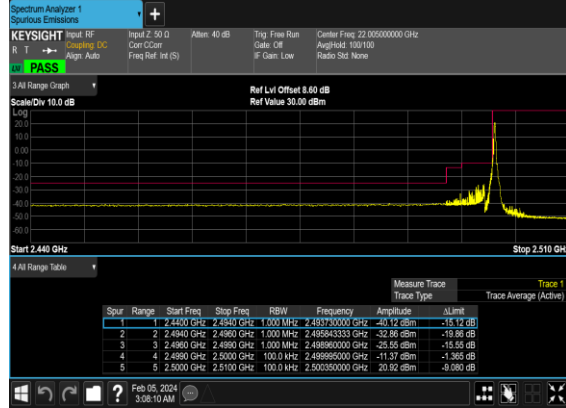 Spectrum Analyzer 1
Spurious Emissions
+
KEYSIGHT Input: RF Input Z: 50 Ω Atten: 40 dB Trig: Free Run Center Freq: 22.005000000 GHz
R T Coupling: DC Corr CCorr Gate: Off Avg|Hold: 100/100
Align: Auto Freq Ref: Int (S) IF Gain: Low Radio Std: None
PASS
3 All Range Graph
Ref Lvl Offset 8.60 dB
Scale/Div 10.0 dB Ref Value 30.00 dBm
Log
20.0
10.0
0.00
-10.0
-20.0
-30.0
-40.0
-50.0
-60.0
Start 2.440 GHz Stop 2.510 GHz
4 All Range Table
Measure Trace Trace 1
Trace Type Trace Average (Active)
Spur Range Start Freq Stop Freq RBW Frequency Amplitude ΔLimit
1 1 2.4400 GHz 2.4940 GHz 1.000 MHz 2.493730000 GHz -40.12 dBm -15.12 dB
2 2 2.4940 GHz 2.4960 GHz 1.000 MHz 2.495843333 GHz -32.86 dBm -19.86 dB
3 3 2.4960 GHz 2.4990 GHz 1.000 MHz 2.498960000 GHz -25.55 dBm -15.55 dB
4 4 2.4990 GHz 2.5000 GHz 100.0 kHz 2.499995000 GHz -11.37 dBm -1.365 dB
5 5 2.5000 GHz 2.5100 GHz 100.0 kHz 2.500350000 GHz 20.92 dBm -9.080 dB
? Feb 05, 2024
3:08:10 AM